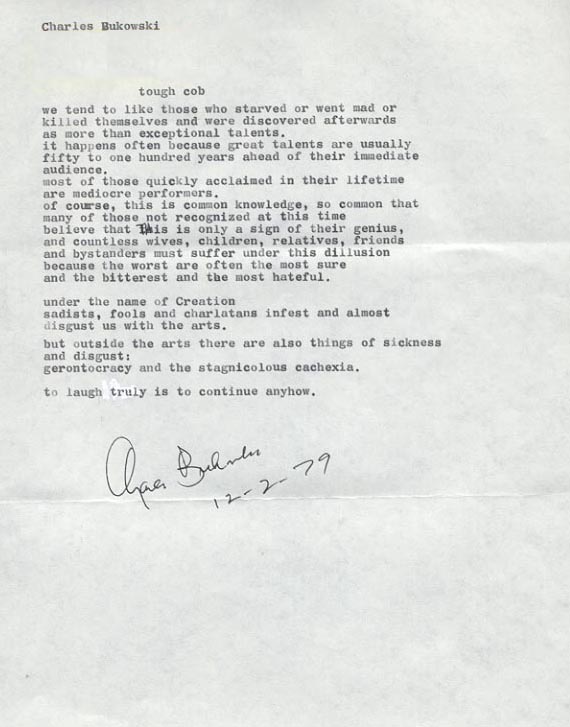 Charles Bukowski
tough cob
we tend to like those who starved or went mad or
killed themselves and were discovered afterwards
as more than exceptional talents.
it happens often because great talents are usually
fifty to one hundred years ahead of their immediate
audience.
most of those quickly acclaimed in their lifetime
are mediocre performers.
of course, this is common knowledge, so common that
many of those not recognized at this time
believe that This is only a sign of their genius,
and countless wives, children, relatives, friends
and bystanders must suffer under this dillusion
because the worst are often the most sure
and the bitterest and the most hateful.
under the name of Creation
sadists, fools and charlatans infest and almost
disgust us with the arts.
but outside the arts there are also things of sickness
and disgust:
gerontocracy and the stagnicolous cachexia.
to laugh truly is to continue anyhow.
Charles Bukowski
12-2-79